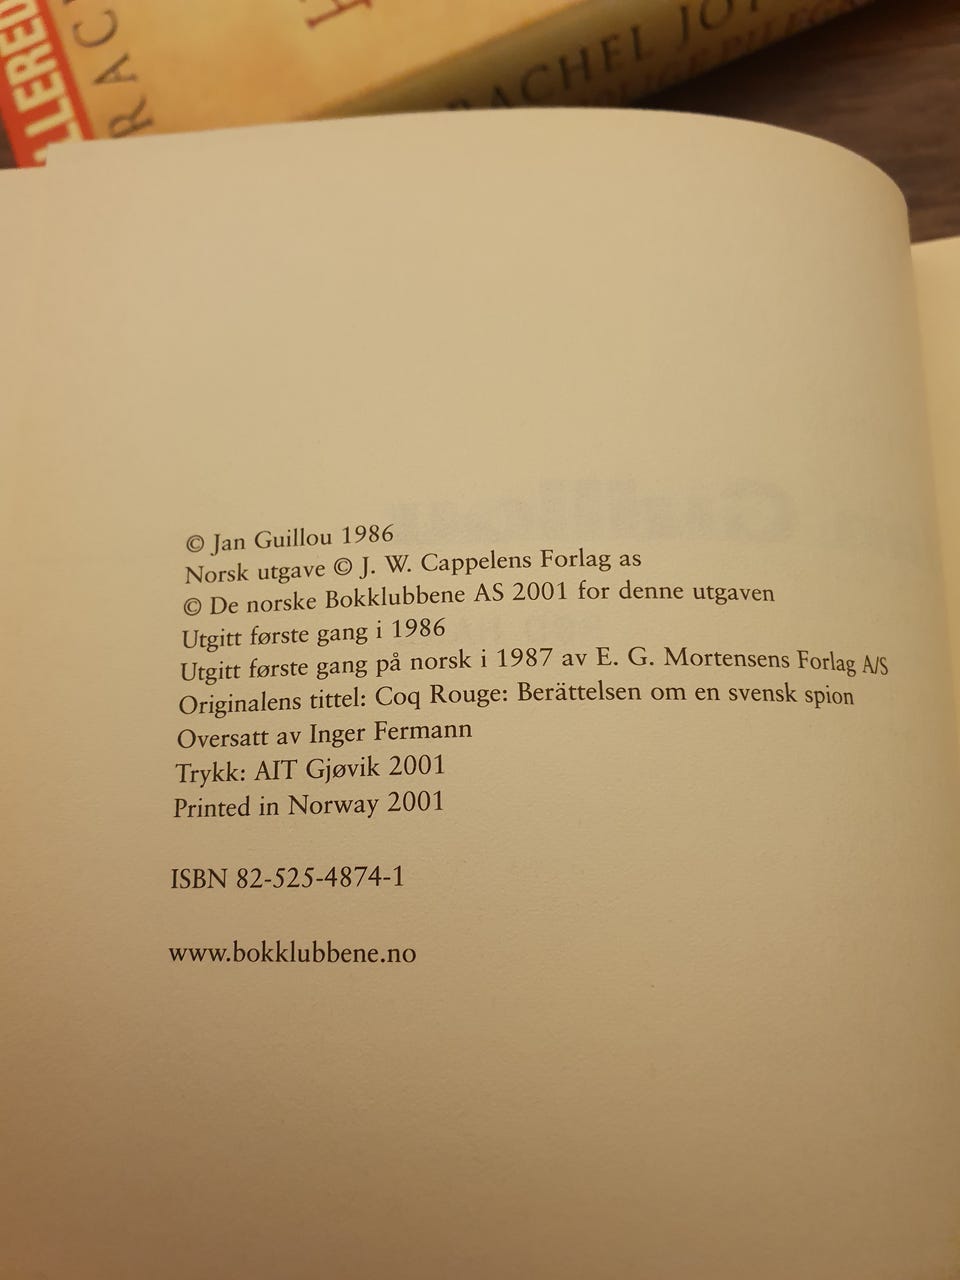 RACHEL JOY
© Jan Guillou 1986
Norsk utgave © J. W. Cappelens Forlag as
© De norske Bokklubbene AS 2001 for denne utgaven
Utgitt første gang i 1986
Utgitt første gang på norsk i 1987 av E. G. Mortensens Forlag A/S
Originalens tittel: Coq Rouge: Berättelsen om en svensk spion
Oversatt av Inger Fermann
Trykk: AIT Gjøvik 2001
Printed in Norway 2001
ISBN 82-525-4874-1
www.bokklubbene.no